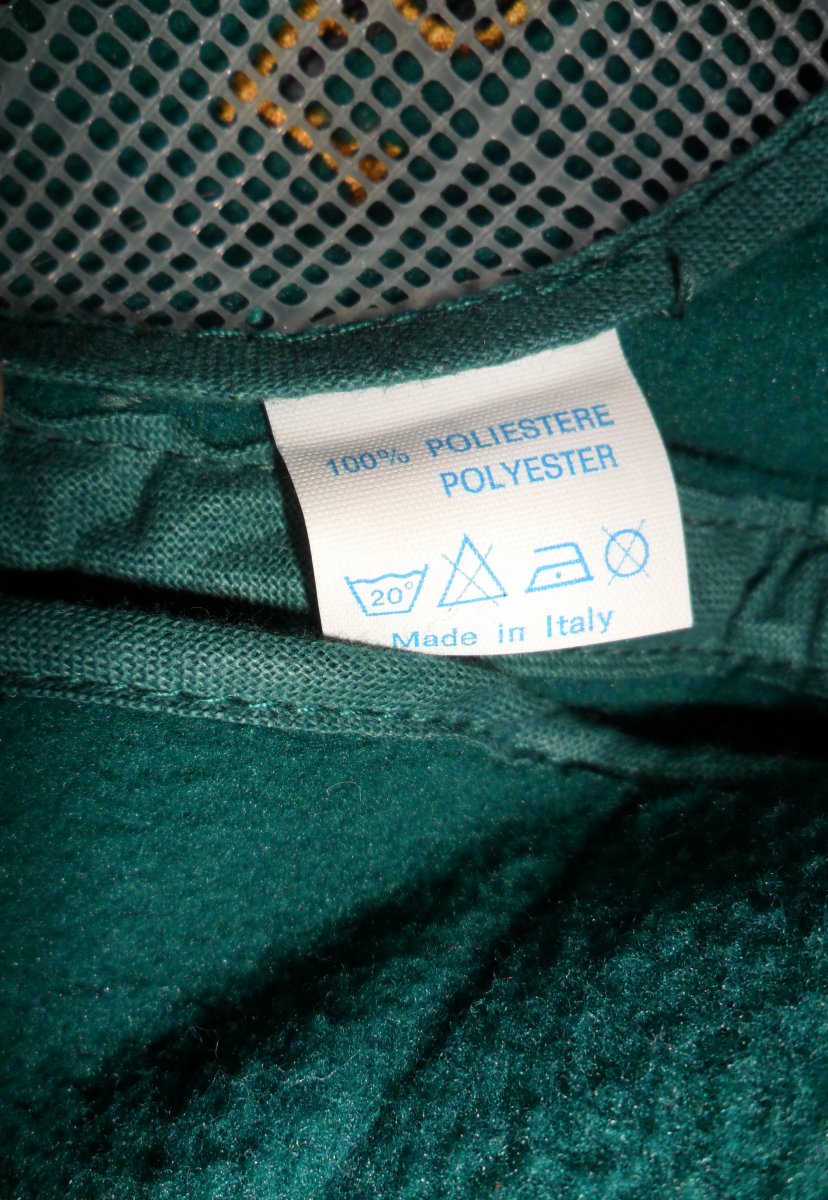 100% POLIESTERE
POLYESTER
20°
Made in Italy